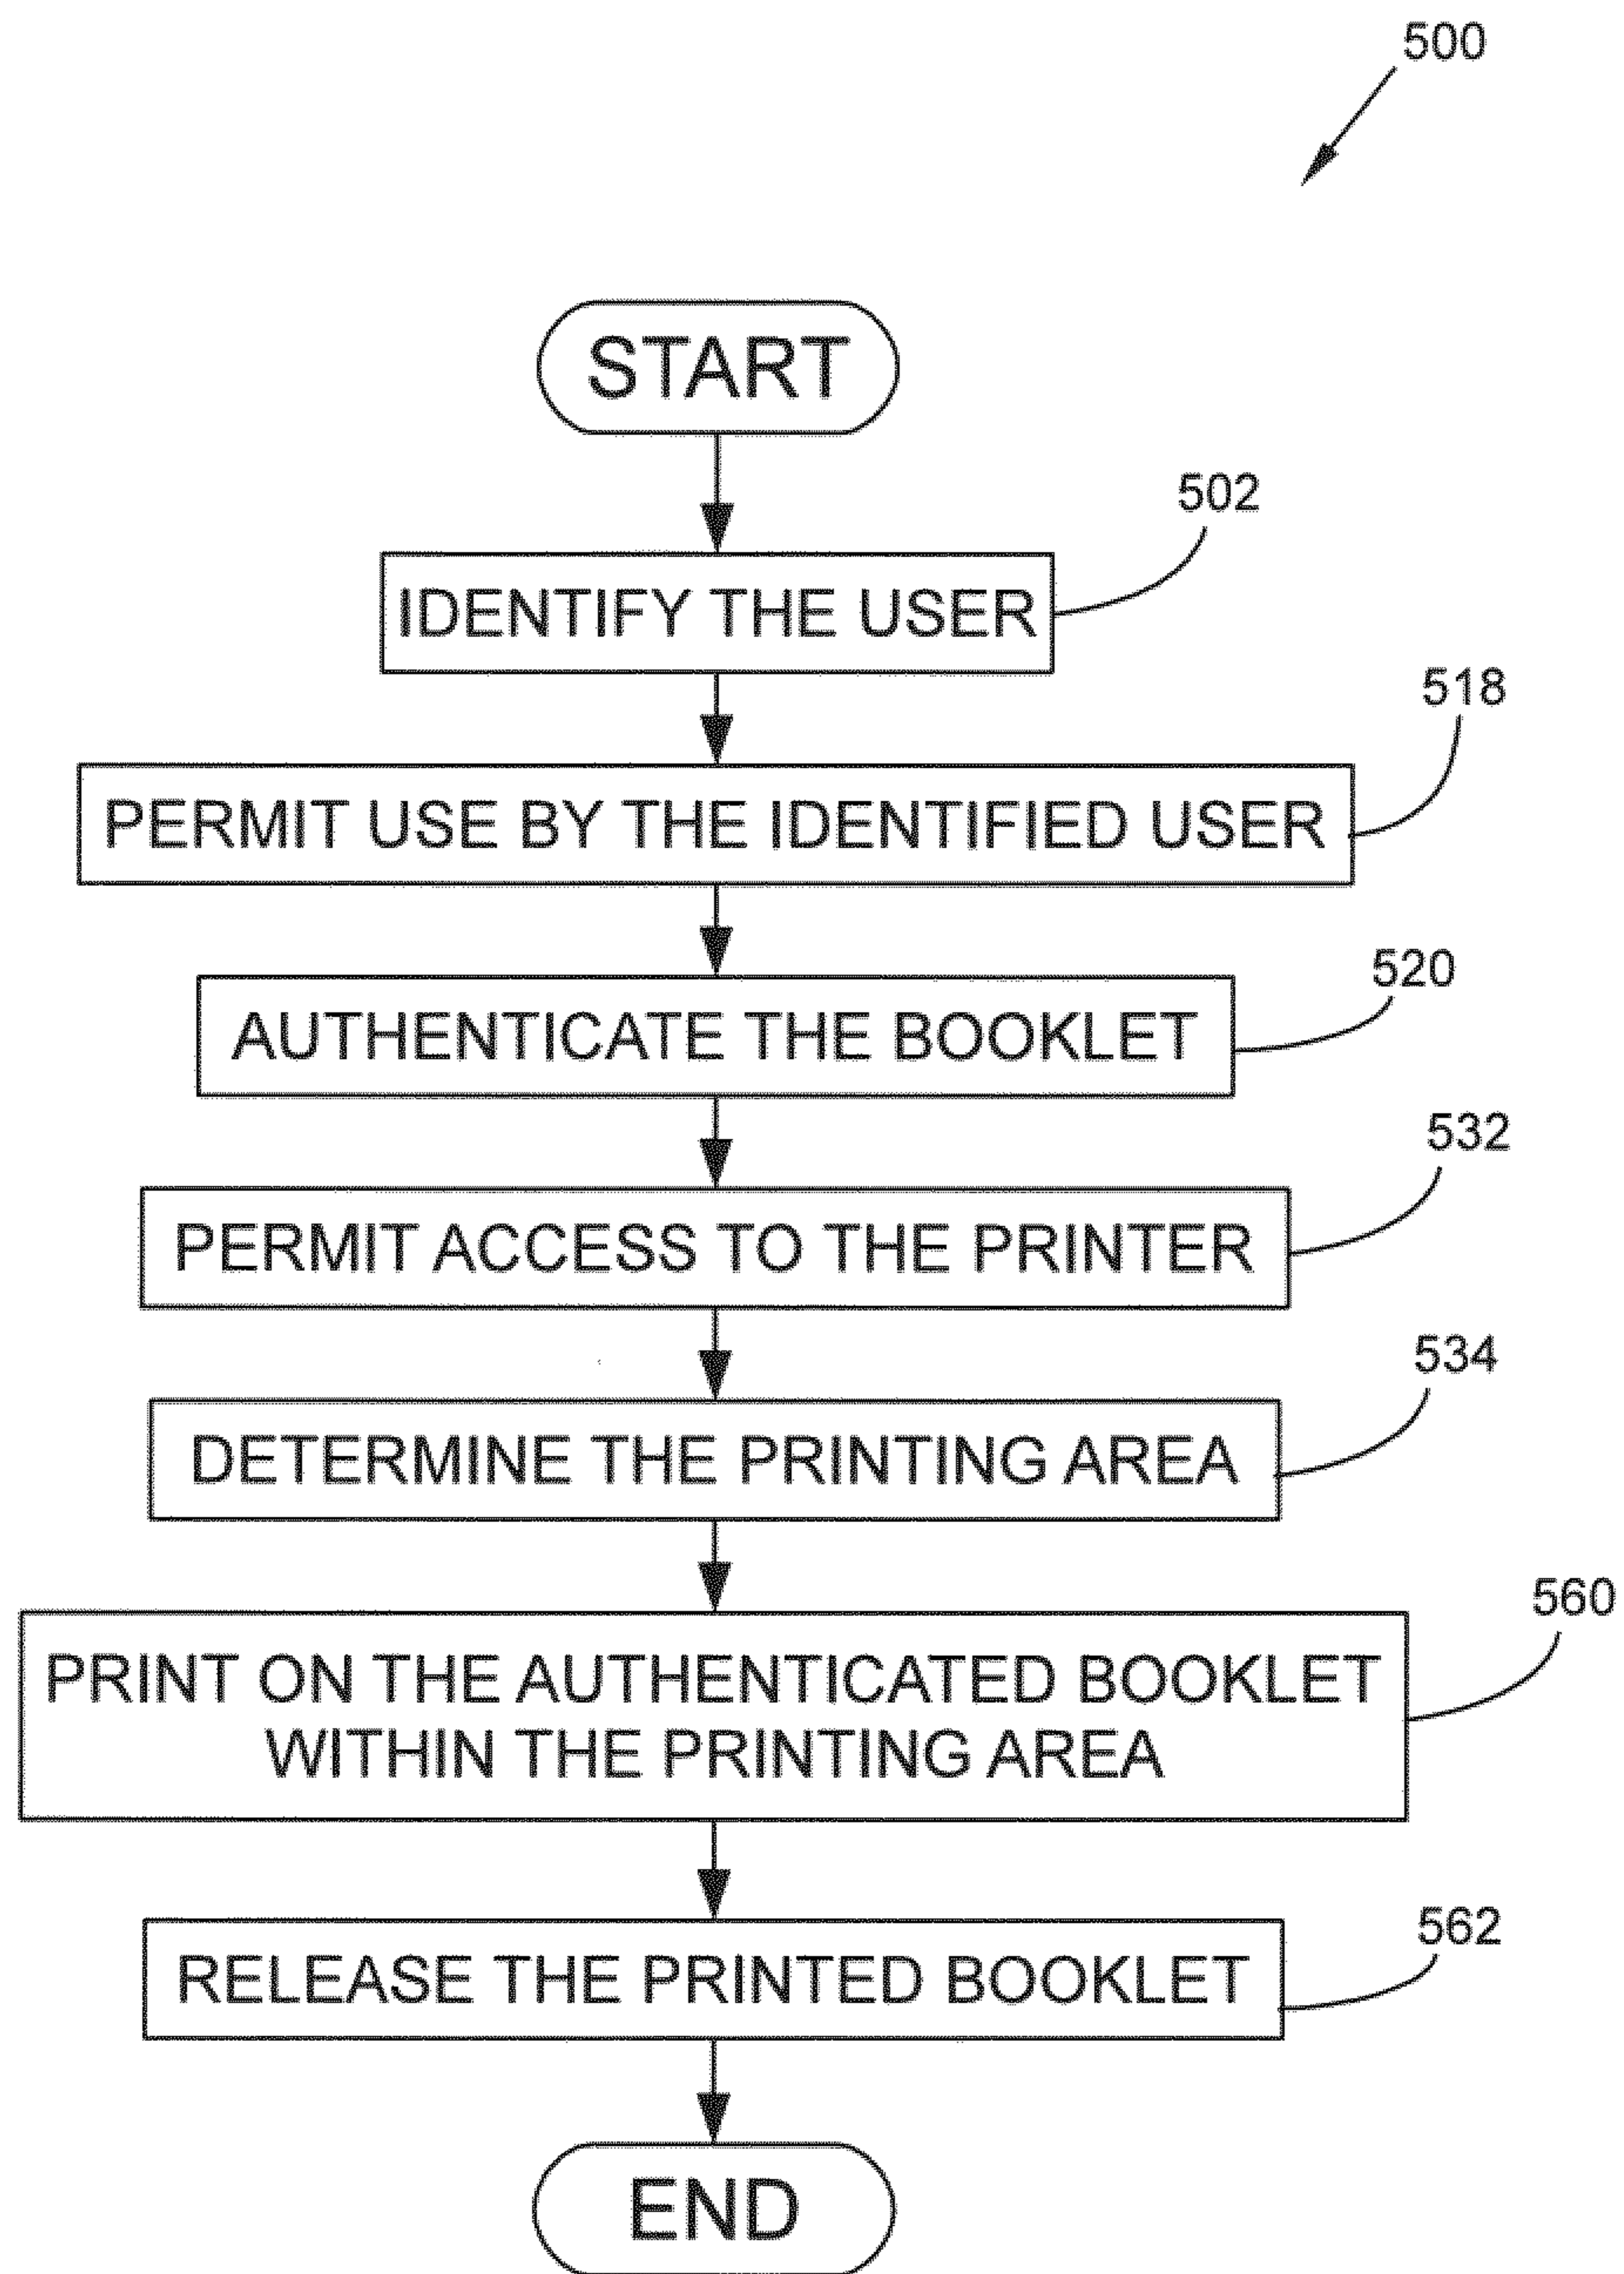 500
START
502
IDENTIFY THE USER
518
PERMIT USE BY THE IDENTIFIED USER
520
AUTHENTICATE THE BOOKLET
532
PERMIT ACCESS TO THE PRINTER
534
DETERMINE THE PRINTING AREA
560
PRINT ON THE AUTHENTICATED BOOKLET
WITHIN THE PRINTING AREA
562
RELEASE THE PRINTED BOOKLET
END